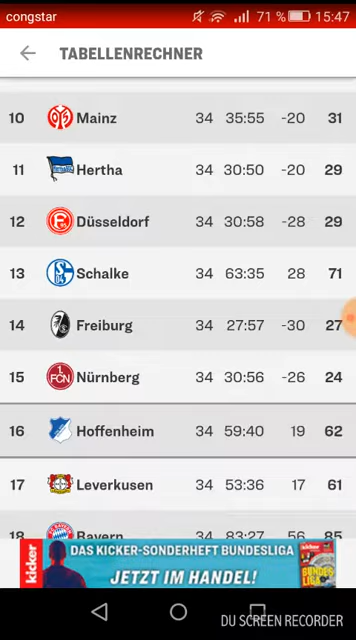 congstar 71 % 15:47
TABELLENRECHNER
10 Mainz 34 35:55 -20 31
11 Hertha 34 30:50 -20 29
12 Düsseldorf 34 30:58 -28 29
13 Schalke 34 63:35 28 71
14 Freiburg 34 27:57 -30 27
15 Nürnberg 34 30:56 -26 24
16 Hoffenheim 34 59:40 19 62
17 Leverkusen 34 53:36 17 61
18 Bayern 34 83:27 56 85
kicker
DAS KICKER-SONDERHEFT BUNDESLIGA
JETZT IM HANDEL!
DU SCREEN RECORDER